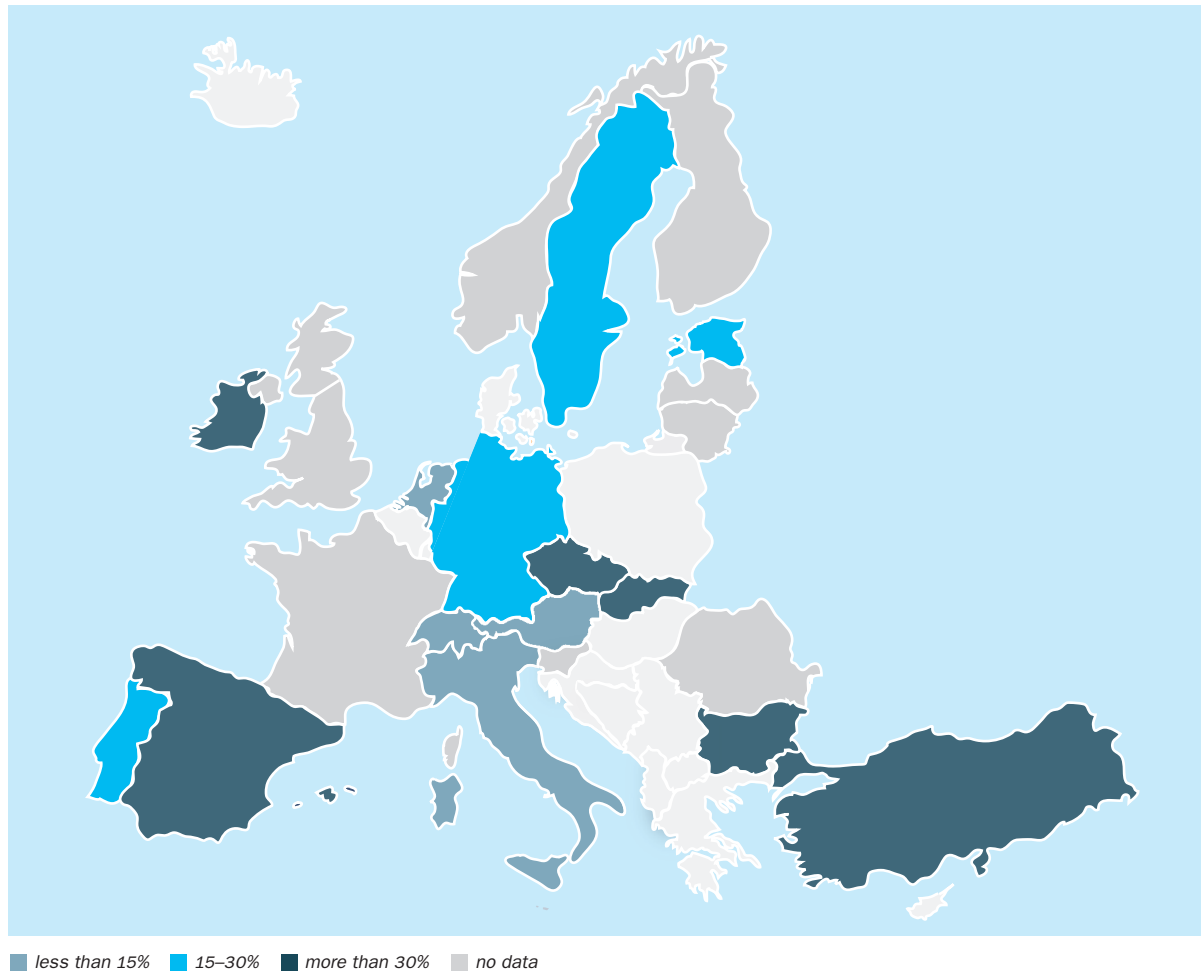 less than 15% 15–30% more than 30% no data